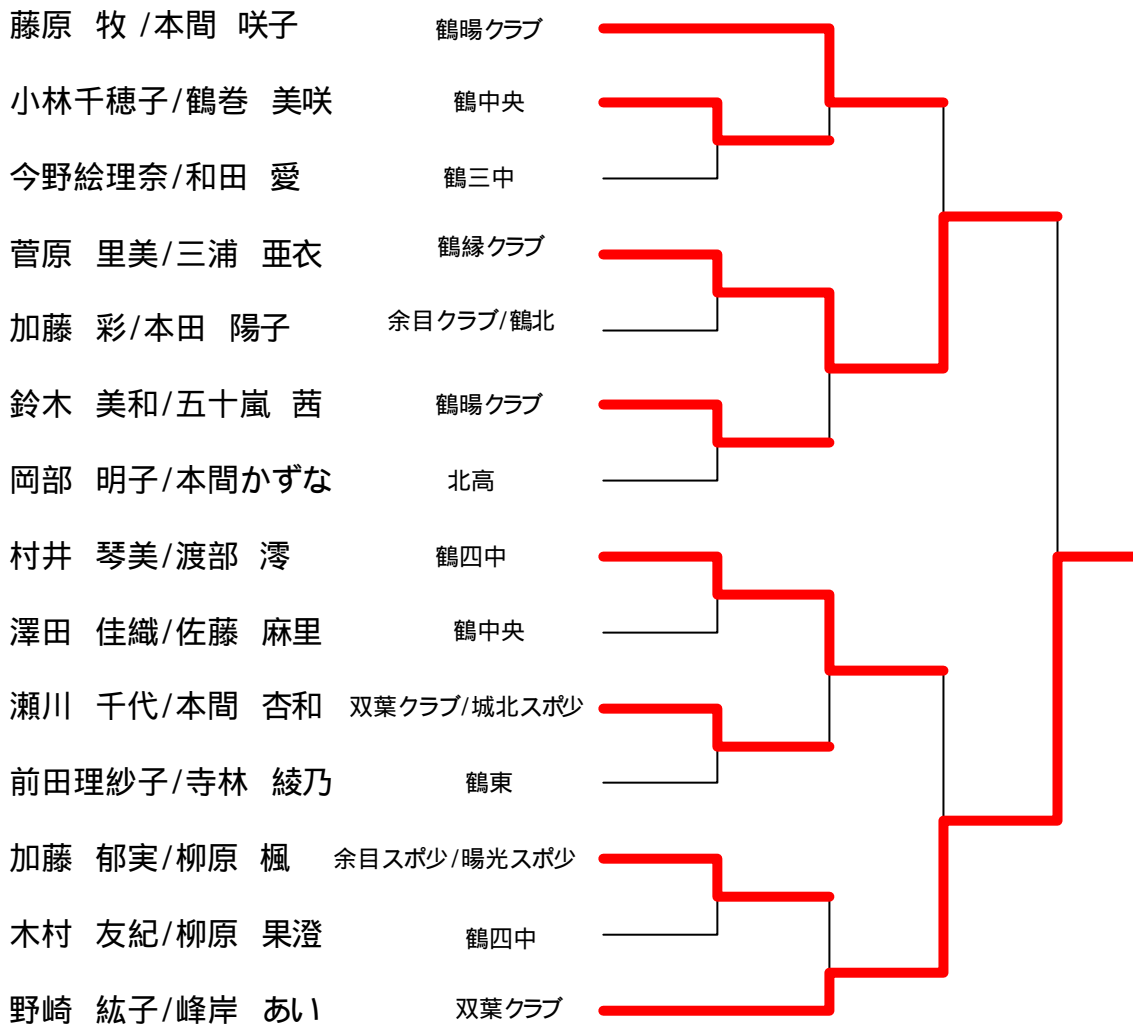 藤原 牧 /本間 咲子 鶴暘クラブ
小林千穂子/鶴巻 美咲 鶴中央
今野絵理奈/和田 愛 鶴三中
菅原 里美/三浦 亜衣 鶴縁クラブ
加藤 彩/本田 陽子 余目クラブ/鶴北
鈴木 美和/五十嵐 茜 鶴暘クラブ
岡部 明子/本間かずな 北高
村井 琴美/渡部 澪 鶴四中
澤田 佳織/佐藤 麻里 鶴中央
瀬川 千代/本間 杏和 双葉クラブ/城北スポ少
前田理紗子/寺林 綾乃 鶴東
加藤 郁実/柳原 楓 余目スポ少/暘光スポ少
木村 友紀/柳原 果澄 鶴四中
野崎 紘子/峰岸 あい 双葉クラブ